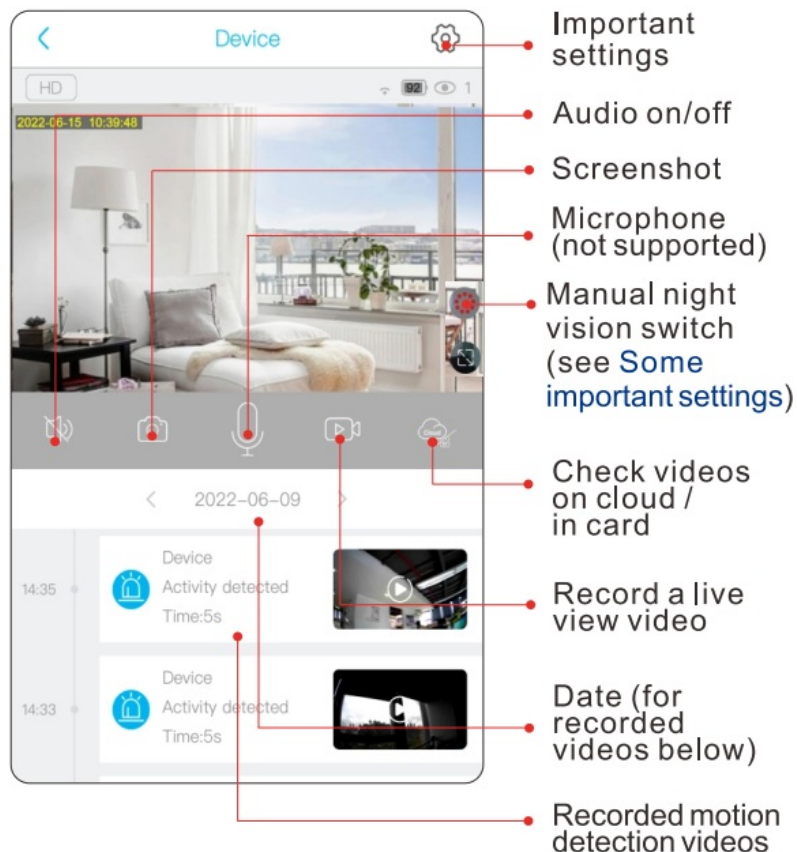 Device
HD
92
1
2022-06-15 10:39:48
Cloud
2022-06-09
14:35
Device
Activity detected
Time:5s
14:33
Device
Activity detected
Time:5s
Important
settings
Audio on/off
Screenshot
Microphone
(not supported)
Manual night
vision switch
(see Some
important settings)
Check videos
on cloud /
in card
Record a live
view video
Date (for
recorded
videos below)
Recorded motion
detection videos